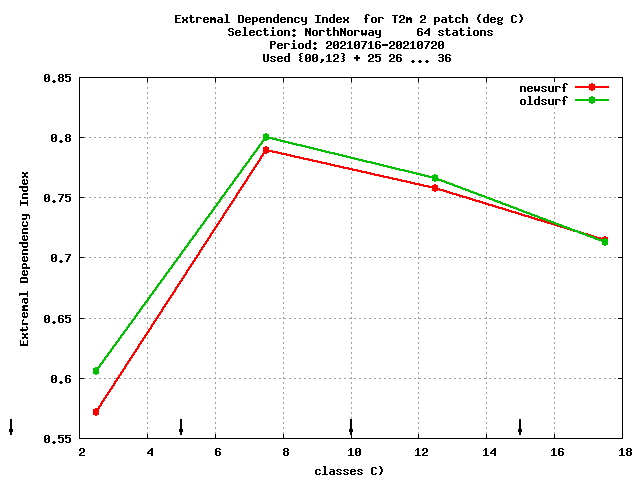 Extremal Dependency Index  for T2m 2 patch (deg C)
Selection: NorthNorway     64 stations
Period: 20210716-20210720
Used {00,12} + 25 26 ... 36
newsurf
oldsurf
Extremal Dependency Index
0.85
0.8
0.75
0.7
0.65
0.6
0.55
2 4 6 8 10 12 14 16 18
classes C)